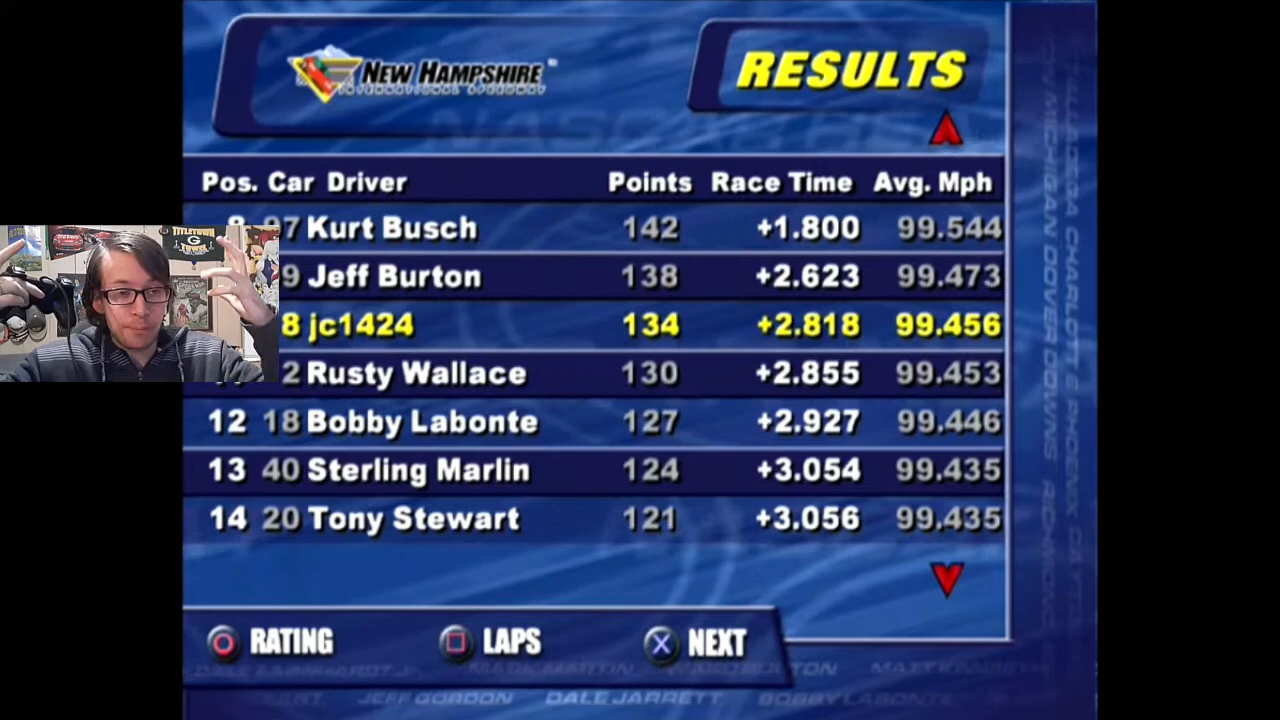 NEW HAMPSHIRE
INTERNATIONAL SPEEDWAY
RESULTS
Pos. Car Driver Points Race Time Avg. Mph
8 97 Kurt Busch 142 +1.800 99.544
9 Jeff Burton 138 +2.623 99.473
8 jc1424 134 +2.818 99.456
2 Rusty Wallace 130 +2.855 99.453
12 18 Bobby Labonte 127 +2.927 99.446
13 40 Sterling Marlin 124 +3.054 99.435
14 20 Tony Stewart 121 +3.056 99.435
RATING LAPS NEXT
TITLETOWN
JEFF GORDON DALE JARRETT BOBBY LABONTE